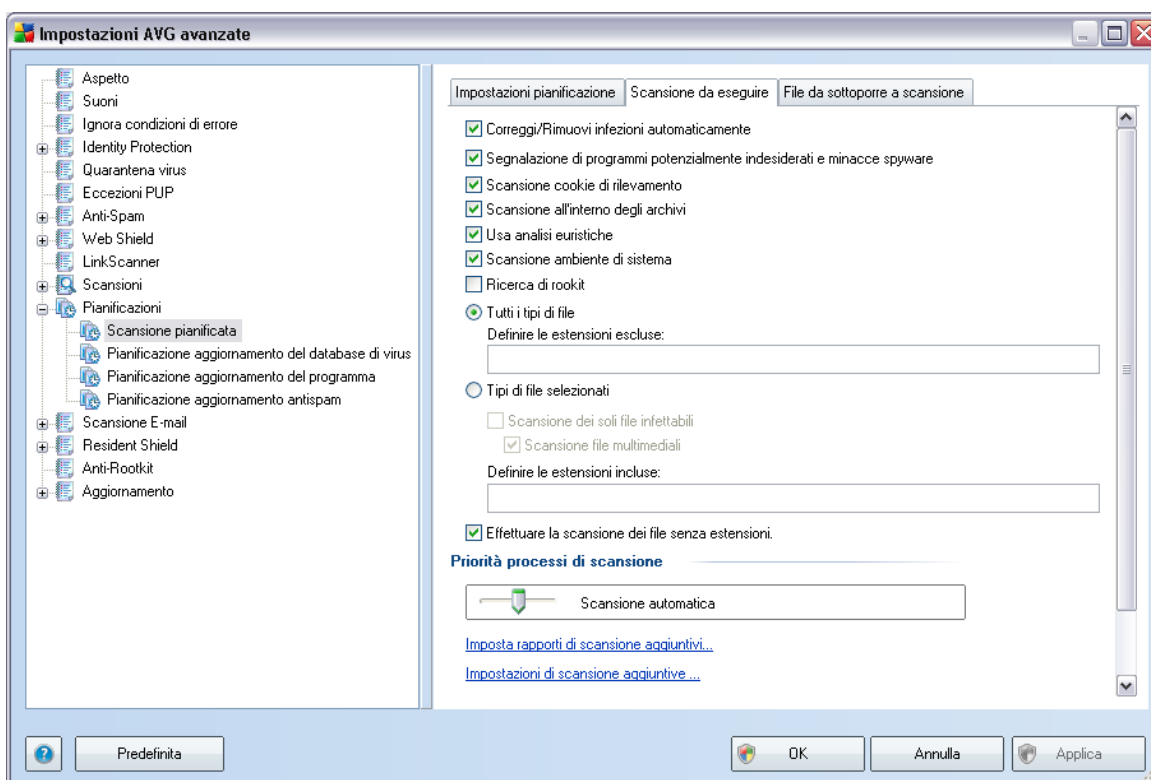 Impostazioni AVG avanzate
Aspetto
Suoni
Ignora condizioni di errore
Identity Protection
Quarantena virus
Eccezioni PUP
Anti-Spam
Web Shield
LinkScanner
Scansioni
Pianificazioni
Scansione pianificata
Pianificazione aggiornamento del database di virus
Pianificazione aggiornamento del programma
Pianificazione aggiornamento antispam
Scansione E-mail
Resident Shield
Anti-Rootkit
Aggiornamento
Impostazioni pianificazione
Scansione da eseguire
File da sottoporre a scansione
Correggi/Rimuovi infezioni automaticamente
Segnalazione di programmi potenzialmente indesiderati e minacce spyware
Scansione cookie di rilevamento
Scansione all'interno degli archivi
Usa analisi euristiche
Scansione ambiente di sistema
Ricerca di rookit
Tutti i tipi di file
Definire le estensioni escluse:
Tipi di file selezionati
Scansione dei soli file infettabili
Scansione file multimediali
Definire le estensioni incluse:
Effettuare la scansione dei file senza estensioni.
Priorità processi di scansione
Scansione automatica
Imposta rapporti di scansione aggiuntivi...
Impostazioni di scansione aggiuntive ...
?
Predefinita
OK
Annulla
Applica